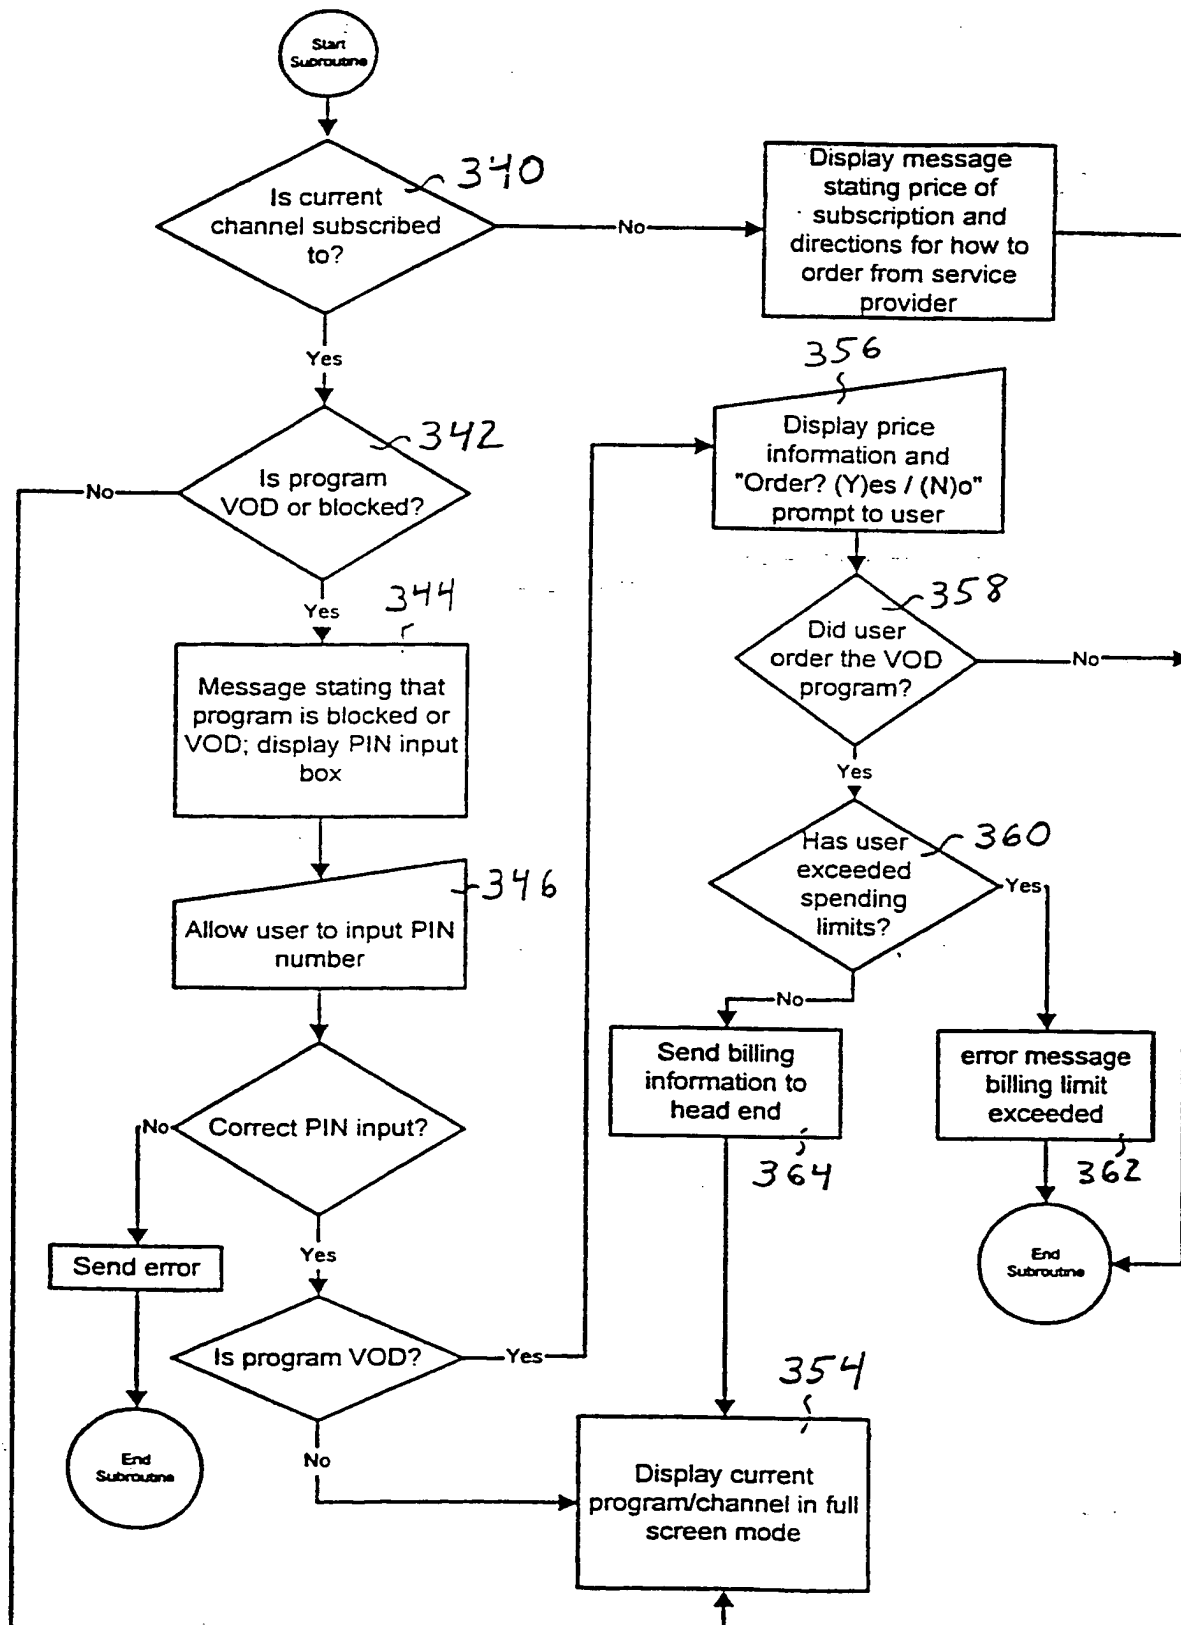 Start
Subroutine
340
Is current
channel subscribed
to?
No
Display message
stating price of
subscription and
directions for how to
order from service
provider
Yes
342
Is program
VOD or blocked?
No
Yes
344
Message stating that
program is blocked or
VOD; display PIN input
box
346
Allow user to input PIN
number
Correct PIN input?
No
Send error
End
Subroutine
Yes
Is program VOD?
Yes
No
356
Display price
information and
"Order? (Y)es / (N)o"
prompt to user
358
Did user
order the VOD
program?
No
Yes
360
Has user
exceeded
spending
limits?
Yes
No
Send billing
information to
head end
364
error message
billing limit
exceeded
362
End
Subroutine
354
Display current
program/channel in full
screen mode